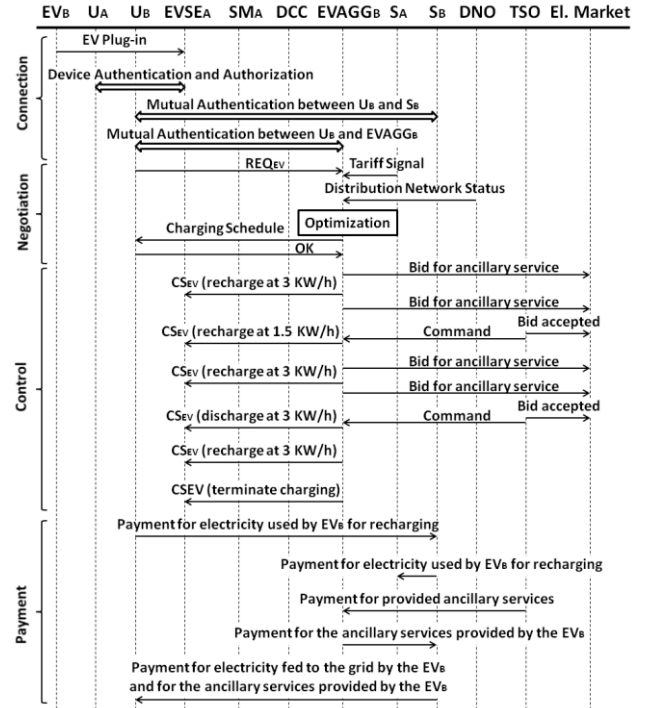 EVB UA UB EVSEA SMA DCC EVAGGB SA SB DNO TSO El. Market
Connection
EV Plug-in
Device Authentication and Authorization
Mutual Authentication between UB and SB
Mutual Authentication between UB and EVAGGB
Negotiation
REQEV Tariff Signal
Distribution Network Status
Optimization
Charging Schedule
OK
Control
Bid for ancillary service
CSEV (recharge at 3 KW/h)
Bid for ancillary service
Bid accepted
CSEV (recharge at 1.5 KW/h) Command
Bid for ancillary service
CSEV (recharge at 3 KW/h)
Bid for ancillary service
Bid accepted
CSEV (discharge at 3 KW/h) Command
CSEV (recharge at 3 KW/h)
CSEV (terminate charging)
Payment
Payment for electricity used by EVB for recharging
Payment for electricity used by EVB for recharging
Payment for provided ancillary services
Payment for the ancillary services provided by the EVB
Payment for electricity fed to the grid by the EVB
and for the ancillary services provided by the EVB